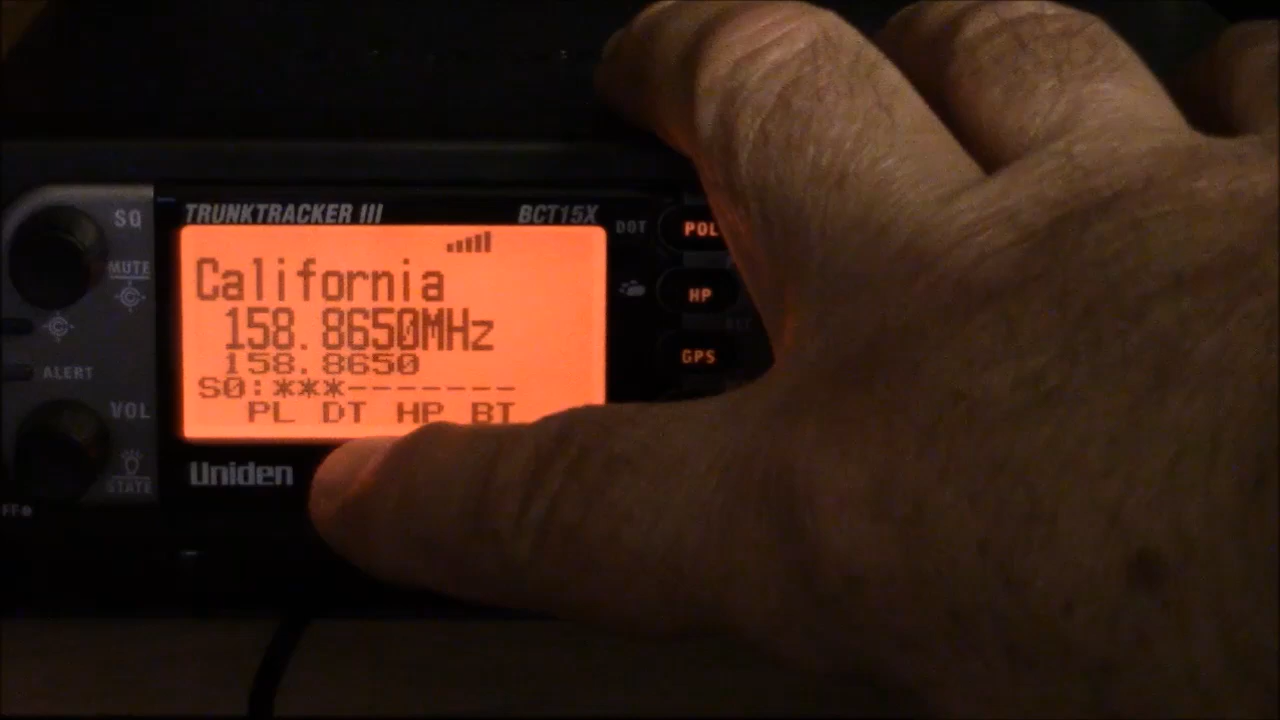 TRUNKTRACKER III BCT15X
SQ
DOT
POL
MUTE
California
HP
158.8650MHz
GPS
158.8650
ALERT
S0:***-------
VOL
PL DT HP BT
Uniden
STATE